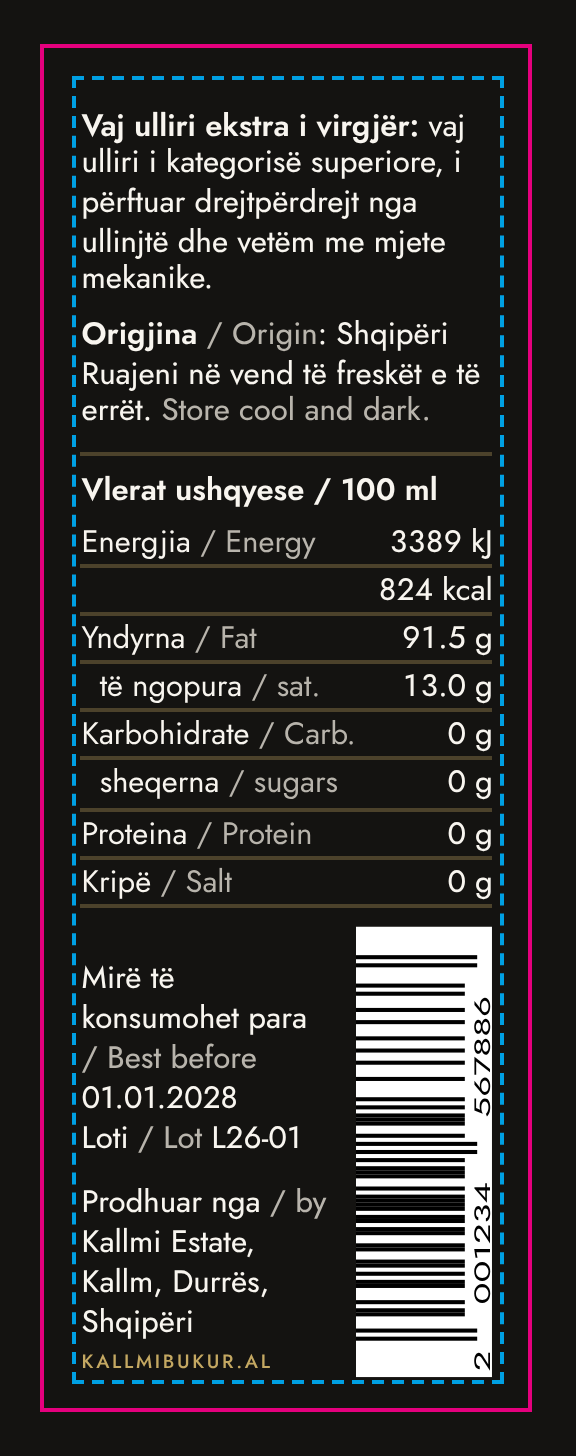 Vaj ulliri ekstra i virgjër: vaj
ulliri i kategorisë superiore, i
përftuar drejtpërdrejt nga
ullinjtë dhe vetëm me mjete
mekanike.
Origjina / Origin: Shqipëri
Ruajeni në vend të freskët e të
errët. Store cool and dark.
Vlerat ushqyese / 100 ml
Energjia / Energy 3389 kJ
824 kcal
Yndyrna / Fat 91.5 g
të ngopura / sat. 13.0 g
Karbohidrate / Carb. 0 g
sheqerna / sugars 0 g
Proteina / Protein 0 g
Kripë / Salt 0 g
Mirë të
konsumohet para
/ Best before
01.01.2028
Loti / Lot L26-01
Prodhuar nga / by
Kallmi Estate,
Kallm, Durrës,
Shqipëri
KALLMIBUKUR.AL
2 001234 567886